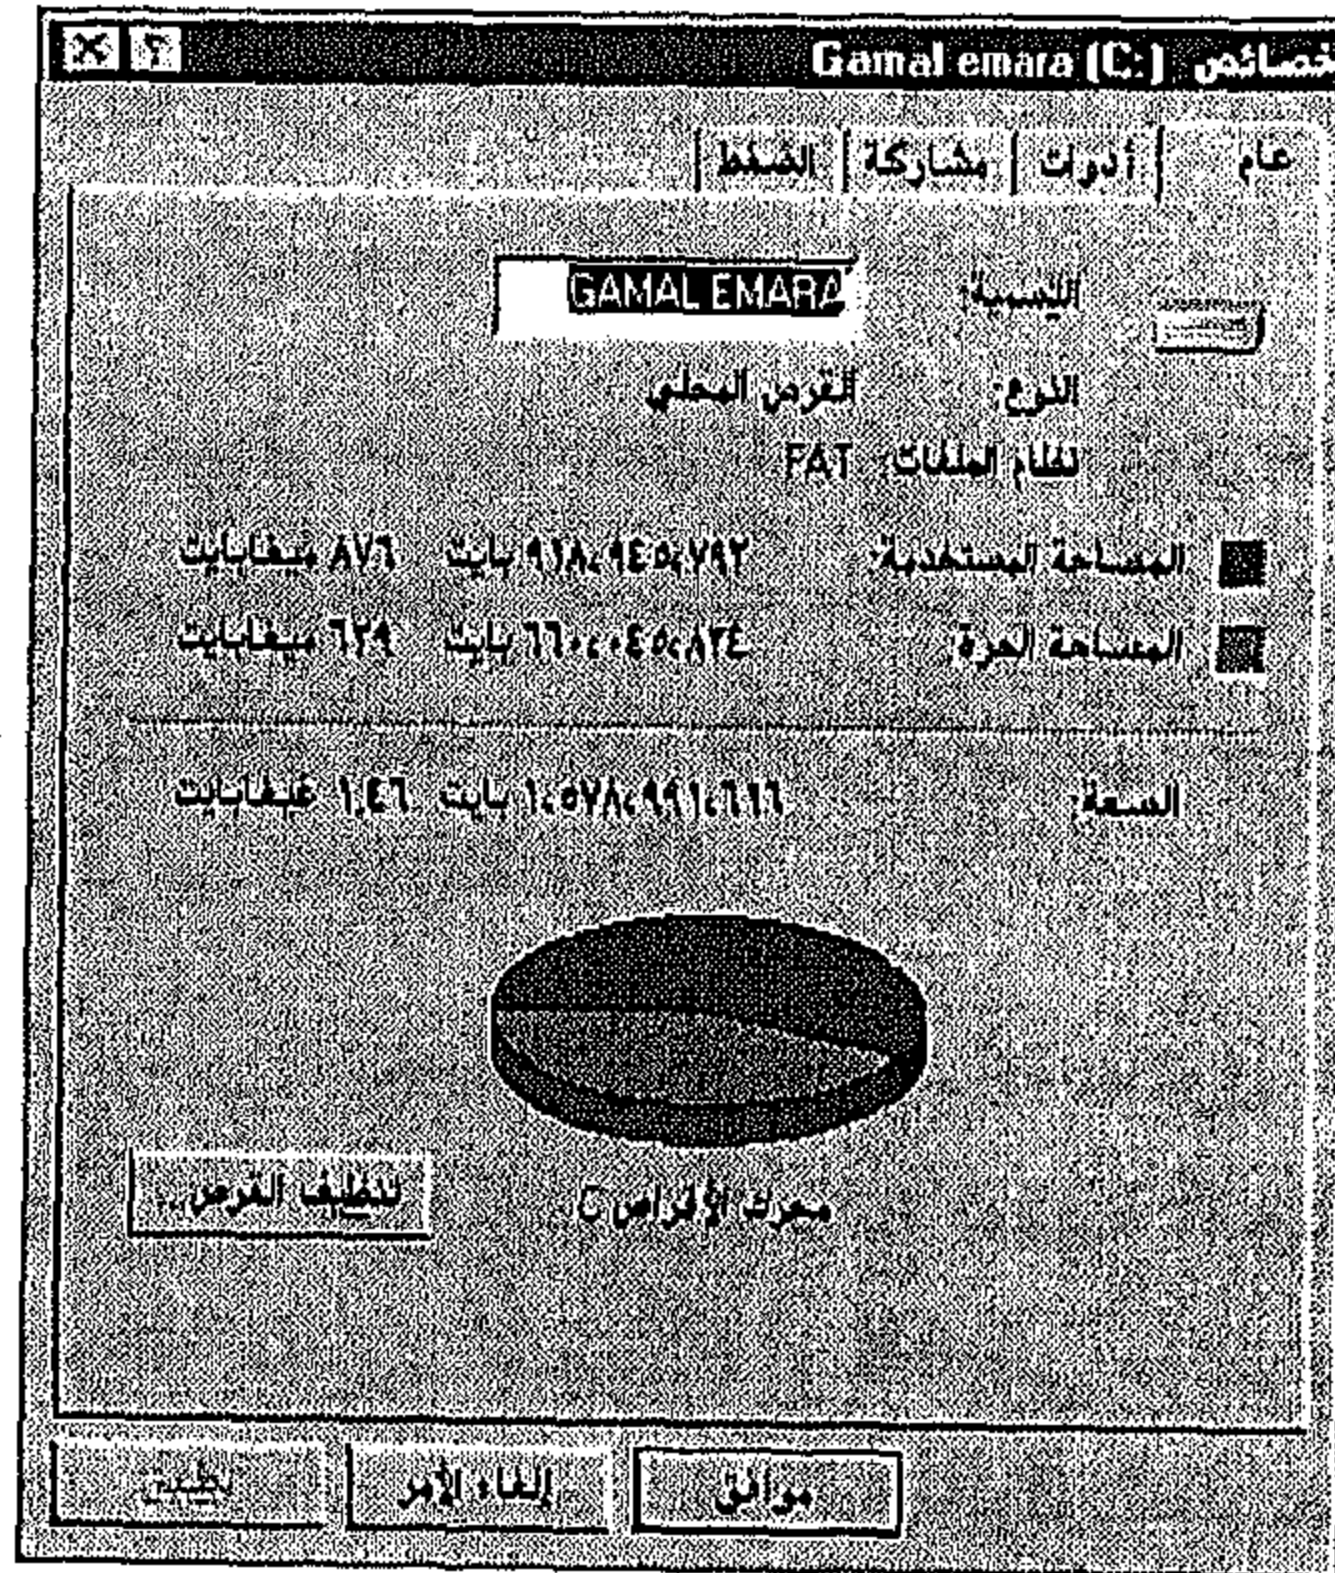 خصائص Gamal emara (C:)
عام أدوات مشاركة الضغط
التسمية: GAMAL EMARA
النوع: القرص المحلي
نظام الملفات: FAT
المساحة المستخدمة: ٩١٨،٩٤٥،٧٩٢ بايت ٨٧٦ ميغابايت
المساحة الحرة: ٦٦٠،٠٤٥،٨٢٤ بايت ٦٢٩ ميغابايت
السعة: ١،٥٧٨،٩٩١،٦١٦ بايت ١,٤٦ غيغابايت
محرك الأقراص C
تنظيف القرص...
موافق إلغاء الأمر تطبيق